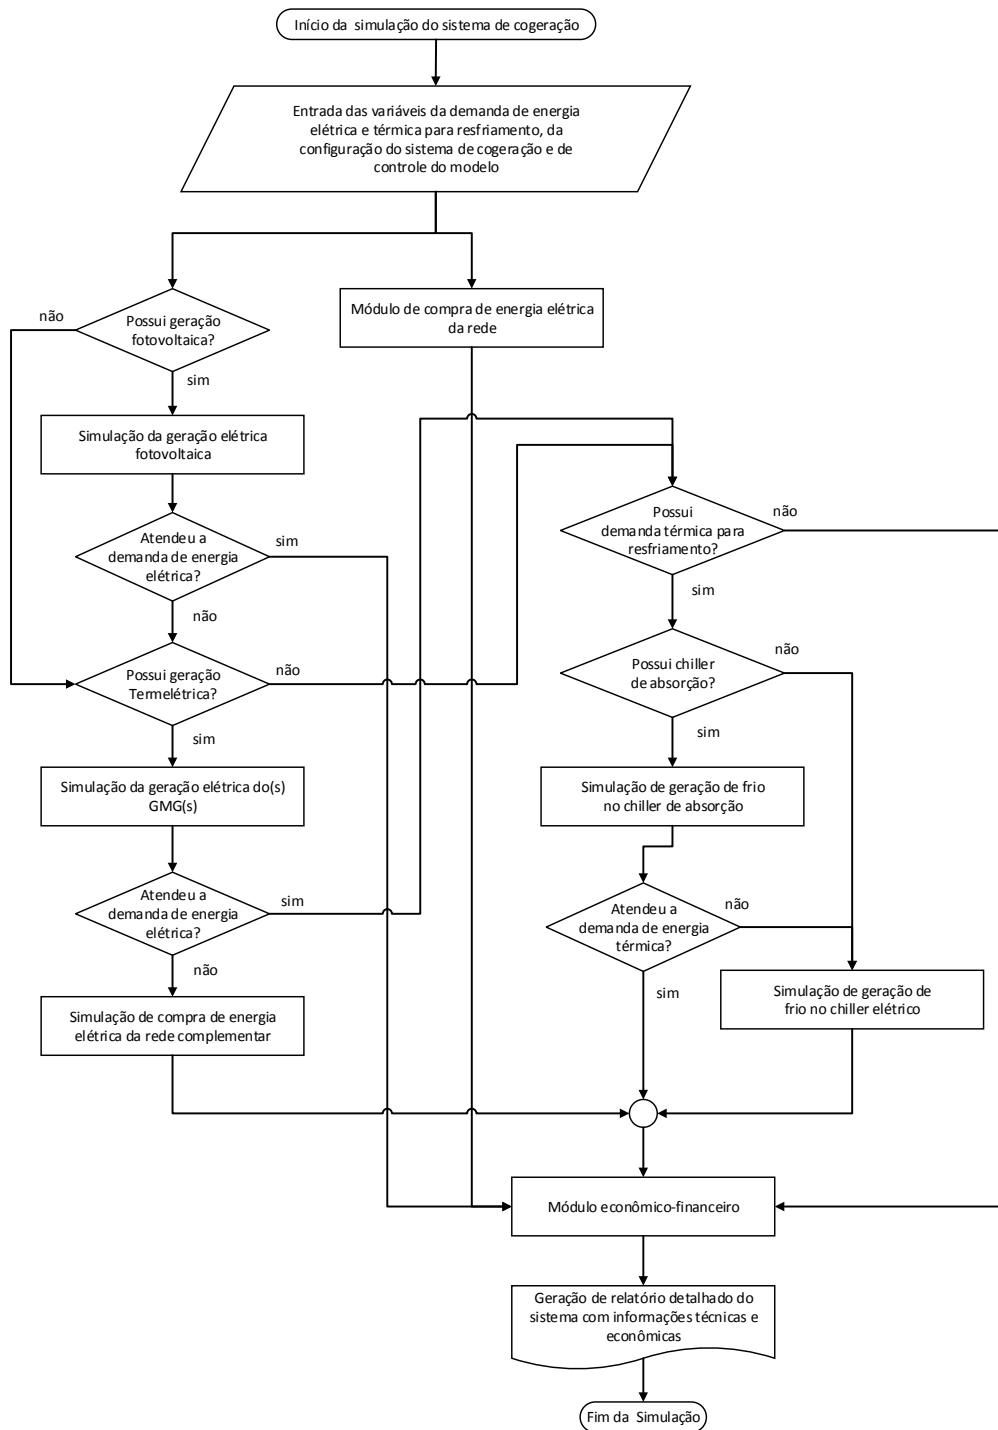 Início da simulação do sistema de cogeração
Entrada das variáveis da demanda de energia
elétrica e térmica para resfriamento, da
configuração do sistema de cogeração e de
controle do modelo
não
Possui geração
fotovoltaica?
sim
Módulo de compra de energia elétrica
da rede
Simulação da geração elétrica
fotovoltaica
Atendeu a
demanda de energia
elétrica?
sim
não
Possui geração
Termelétrica?
não
sim
Simulação da geração elétrica do(s)
GMG(s)
Atendeu a
demanda de energia
elétrica?
sim
não
Simulação de compra de energia
elétrica da rede complementar
Possui
demanda térmica para
resfriamento?
não
sim
Possui chiller
de absorção?
não
sim
Simulação de geração de frio
no chiller de absorção
Atendeu a
demanda de energia
térmica?
não
sim
Simulação de geração de
frio no chiller elétrico
Módulo econômico-financeiro
Geração de relatório detalhado do
sistema com informações técnicas e
econômicas
Fim da Simulação